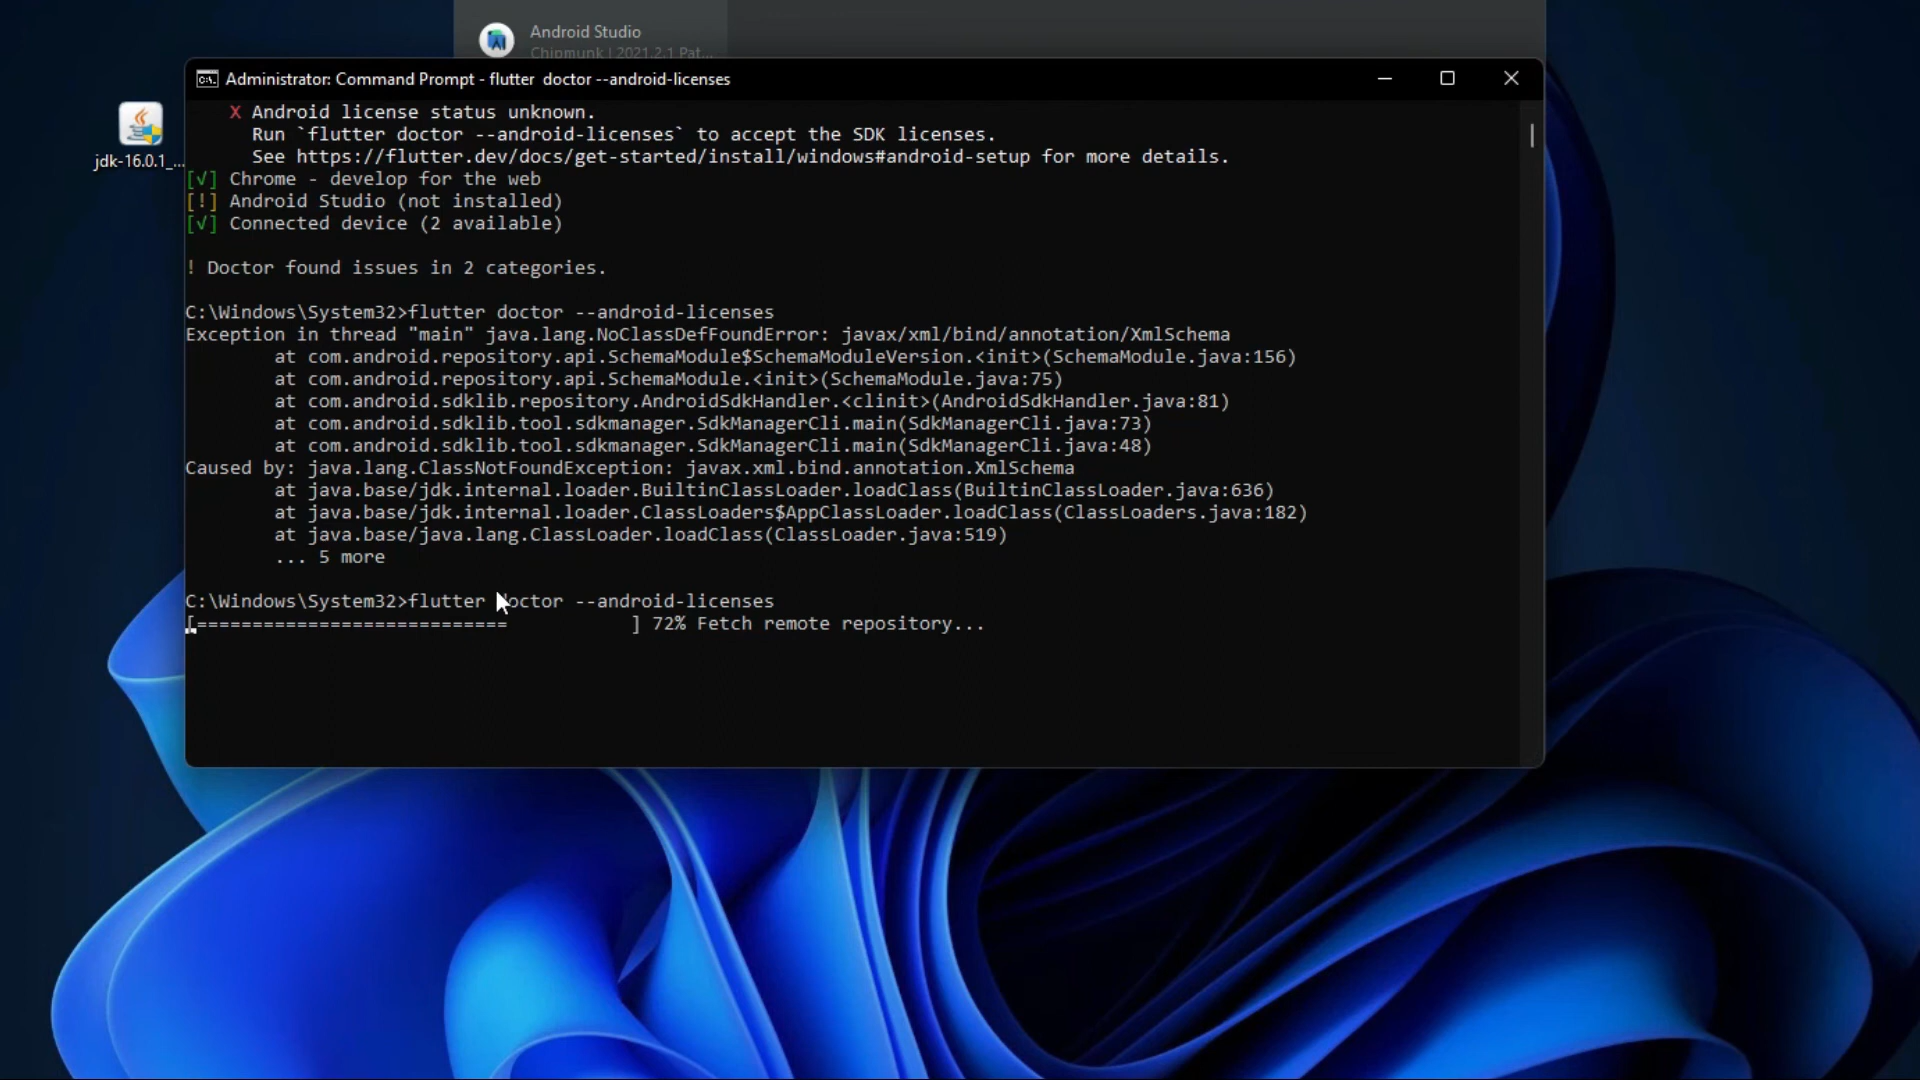 Android Studio
Chipmunk | 2021.2.1 Pat...
Administrator: Command Prompt - flutter  doctor --android-licenses
jdk-16.0.1_...
X Android license status unknown.
Run `flutter doctor --android-licenses` to accept the SDK licenses.
See https://flutter.dev/docs/get-started/install/windows#android-setup for more details.
[√] Chrome - develop for the web
[!] Android Studio (not installed)
[√] Connected device (2 available)
! Doctor found issues in 2 categories.
C:\Windows\System32>flutter doctor --android-licenses
Exception in thread "main" java.lang.NoClassDefFoundError: javax/xml/bind/annotation/XmlSchema
at com.android.repository.api.SchemaModule$SchemaModuleVersion.<init>(SchemaModule.java:156)
at com.android.repository.api.SchemaModule.<init>(SchemaModule.java:75)
at com.android.sdklib.repository.AndroidSdkHandler.<clinit>(AndroidSdkHandler.java:81)
at com.android.sdklib.tool.sdkmanager.SdkManagerCli.main(SdkManagerCli.java:73)
at com.android.sdklib.tool.sdkmanager.SdkManagerCli.main(SdkManagerCli.java:48)
Caused by: java.lang.ClassNotFoundException: javax.xml.bind.annotation.XmlSchema
at java.base/jdk.internal.loader.BuiltinClassLoader.loadClass(BuiltinClassLoader.java:636)
at java.base/jdk.internal.loader.ClassLoaders$AppClassLoader.loadClass(ClassLoaders.java:182)
at java.base/java.lang.ClassLoader.loadClass(ClassLoader.java:519)
... 5 more
C:\Windows\System32>flutter doctor --android-licenses
[============================           ] 72% Fetch remote repository...